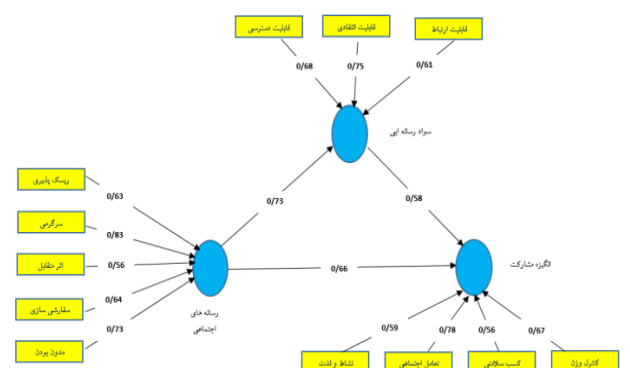 قابلیت دسترسی
قابلیت انتقادی
قابلیت ارتباط
0/68
0/75
0/61
سواد رسانه ایی
ریسک پذیری
0/63
سرگرمی
0/83
اثر متقابل
0/56
سفارشی سازی
0/64
مدون بودن
0/73
رسانه های
اجتماعی
0/73
0/58
0/66
انگیزه مشارکت
0/59
0/78
0/56
0/67
نشاط و لذت
تعامل اجتماعی
کسب سلامتی
کنترل وزن